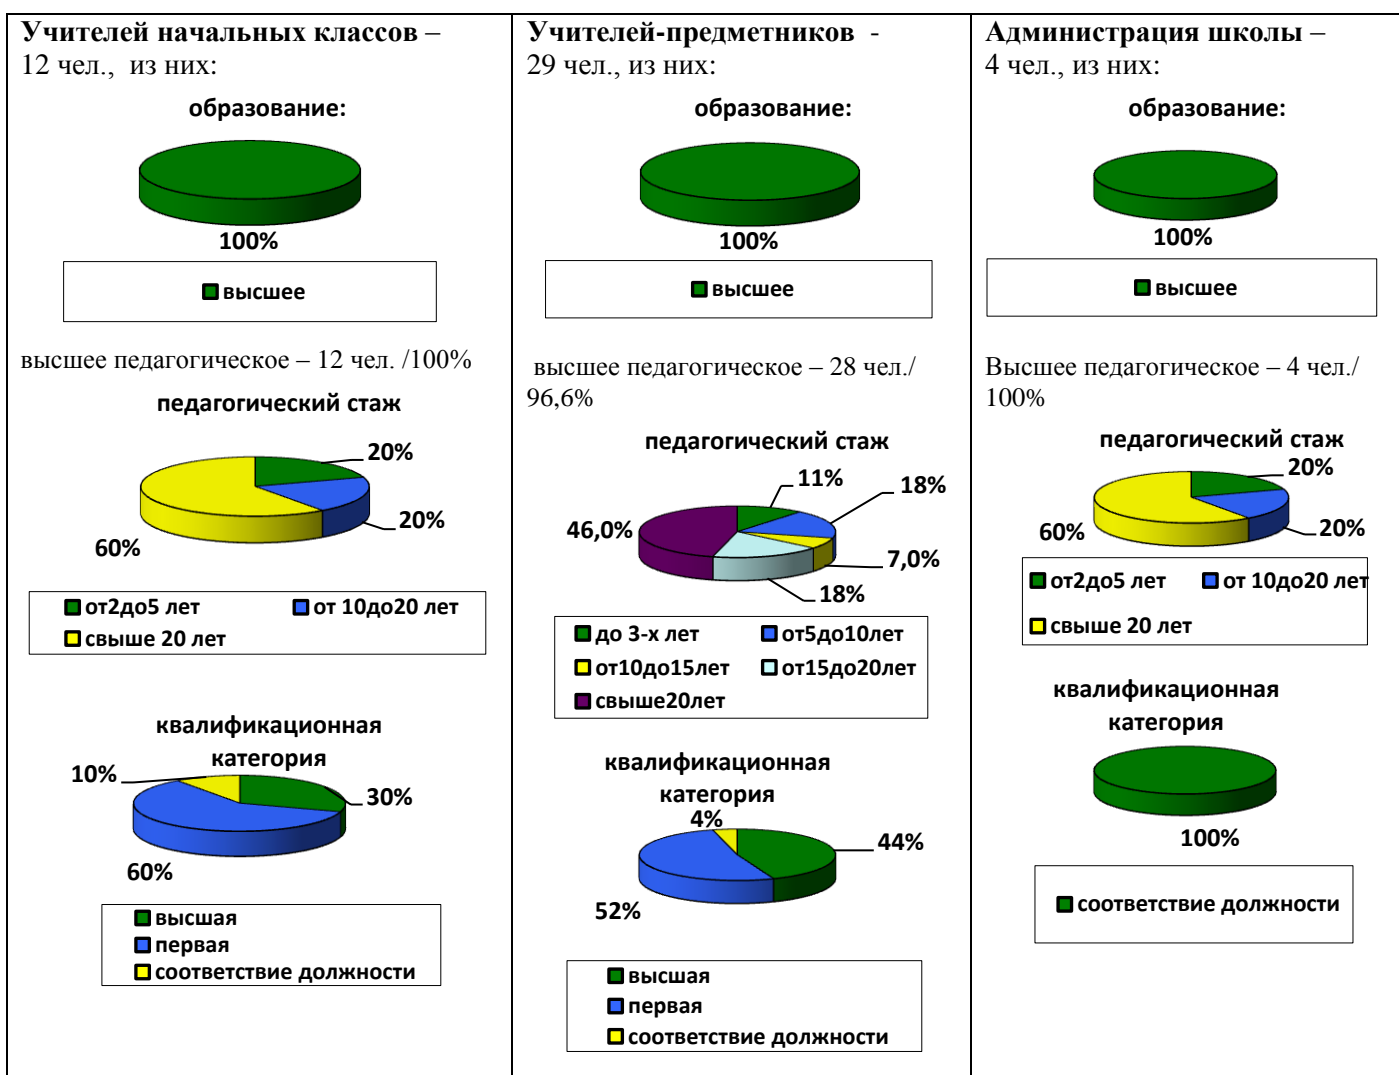 Учителей начальных классов –
12 чел., из них:
образование:
100%
высшее
высшее педагогическое – 12 чел. /100%
педагогический стаж
20%
20%
60%
от2до5 лет
от 10до20 лет
свыше 20 лет
квалификационная
категория
10%
30%
60%
высшая
первая
соответствие должности
Учителей-предметников -
29 чел., из них:
образование:
100%
высшее
высшее педагогическое – 28 чел./
96,6%
педагогический стаж
11%
18%
46,0%
7,0%
18%
до 3-х лет
от5до10лет
от10до15лет
от15до20лет
свыше20лет
квалификационная
категория
4%
44%
52%
высшая
первая
соответствие должности
Администрация школы –
4 чел., из них:
образование:
100%
высшее
Высшее педагогическое – 4 чел./
100%
педагогический стаж
20%
20%
60%
от2до5 лет
от 10до20 лет
свыше 20 лет
квалификационная
категория
100%
соответствие должности